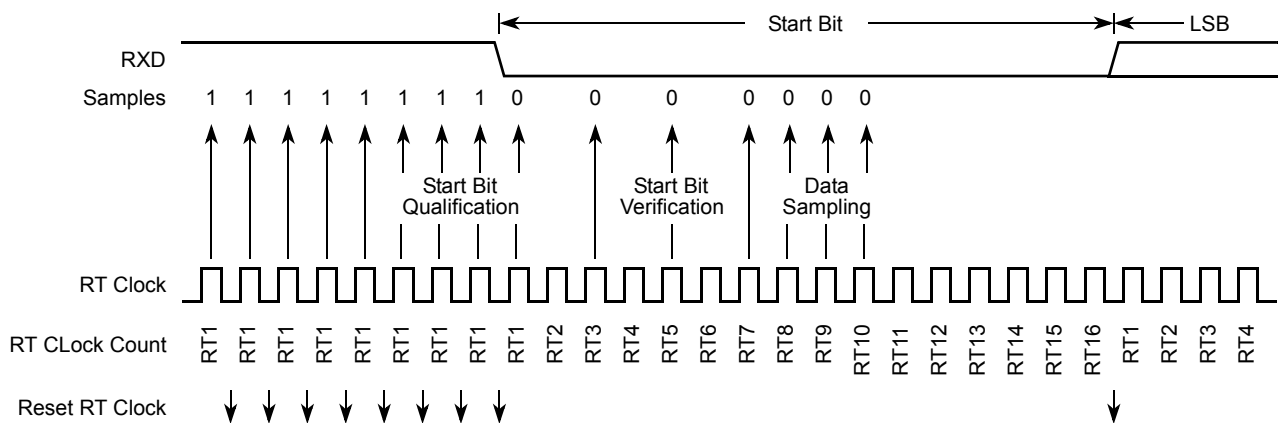 Start Bit LSB
RXD
Samples 1 1 1 1 1 1 1 1 0 0 0 0 0 0 0
Start Bit Start Bit Data
Qualification Verification Sampling
RT Clock
RT CLock Count RT1 RT1 RT1 RT1 RT1 RT1 RT1 RT1 RT1 RT2 RT3 RT4 RT5 RT6 RT7 RT8 RT9 RT10 RT11 RT12 RT13 RT14 RT15 RT16 RT1 RT2 RT3 RT4
Reset RT Clock